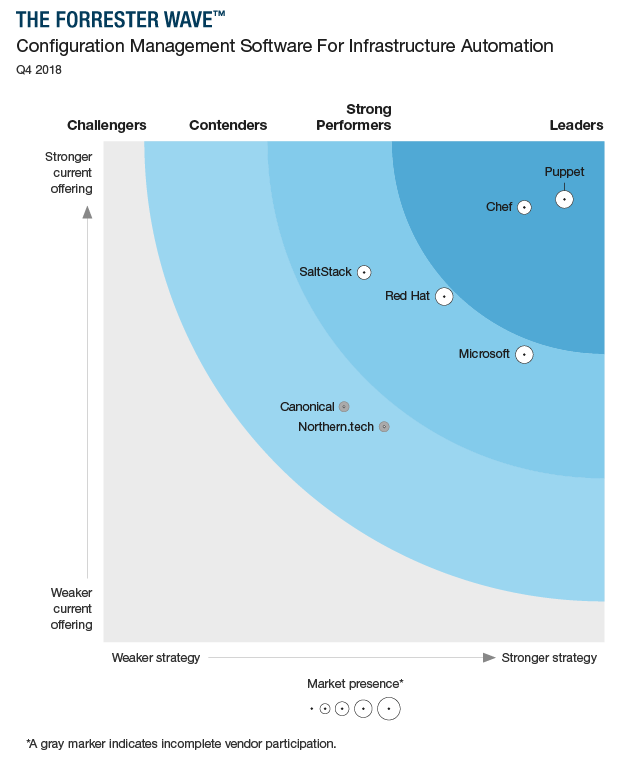 THE FORRESTER WAVE™
Configuration Management Software For Infrastructure Automation
Q4 2018
Challengers
Contenders
Strong
Performers
Leaders
Stronger
current
offering
Puppet
Chef
SaltStack
Red Hat
Microsoft
Canonical
Northern.tech
Weaker
current
offering
Weaker strategy
Stronger strategy
Market presence*
*A gray marker indicates incomplete vendor participation.